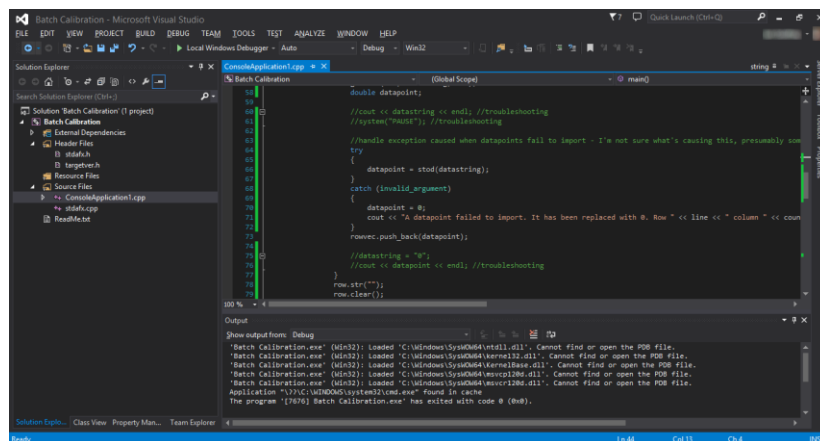 Batch Calibration - Microsoft Visual Studio
7
Quick Launch (Ctrl+Q)
FILE EDIT VIEW PROJECT BUILD DEBUG TEAM TOOLS TEST ANALYZE WINDOW HELP
Local Windows Debugger Auto Debug Win32
Solution Explorer
Search Solution Explorer (Ctrl+;)
Solution 'Batch Calibration' (1 project)
Batch Calibration
External Dependencies
Header Files
stdafx.h
targetver.h
Resource Files
Source Files
ConsoleApplication1.cpp
stdafx.cpp
ReadMe.txt
Solution Explo... Class View Property Man... Team Explorer
ConsoleApplication1.cpp
string
Batch Calibration (Global Scope) main()
58 double datapoint;
59
60 //cout << datastring << endl; //troubleshooting
61 //system("PAUSE"); //troubleshooting
62
63 //handle exception caused when datapoints fail to import - I'm not sure what's causing this, presumably som
64 try
65 {
66 datapoint = stod(datastring);
67 }
68 catch (invalid_argument)
69 {
70 datapoint = 0;
71 cout << "A datapoint failed to import. It has been replaced with 0. Row " << line << " column " << coun
72 }
73 rowvec.push_back(datapoint);
74
75 //datastring = "0";
76 //cout << datapoint << endl; //troubleshooting
77 }
78 row.str("");
79 row.clear();
100 %
Output
Show output from: Debug
'Batch Calibration.exe' (Win32): Loaded 'C:\Windows\SysWOW64\ntdll.dll'. Cannot find or open the PDB file.
'Batch Calibration.exe' (Win32): Loaded 'C:\Windows\SysWOW64\kernel32.dll'. Cannot find or open the PDB file.
'Batch Calibration.exe' (Win32): Loaded 'C:\Windows\SysWOW64\KernelBase.dll'. Cannot find or open the PDB file.
'Batch Calibration.exe' (Win32): Loaded 'C:\Windows\SysWOW64\msvcp120d.dll'. Cannot find or open the PDB file.
'Batch Calibration.exe' (Win32): Loaded 'C:\Windows\SysWOW64\msvcr120d.dll'. Cannot find or open the PDB file.
Application "\??\C:\WINDOWS\system32\cmd.exe" found in cache
The program '[7676] Batch Calibration.exe' has exited with code 0 (0x0).
Server Explorer
Toolbox
Properties
Ready Ln 44 Col 13 Ch 4 INS